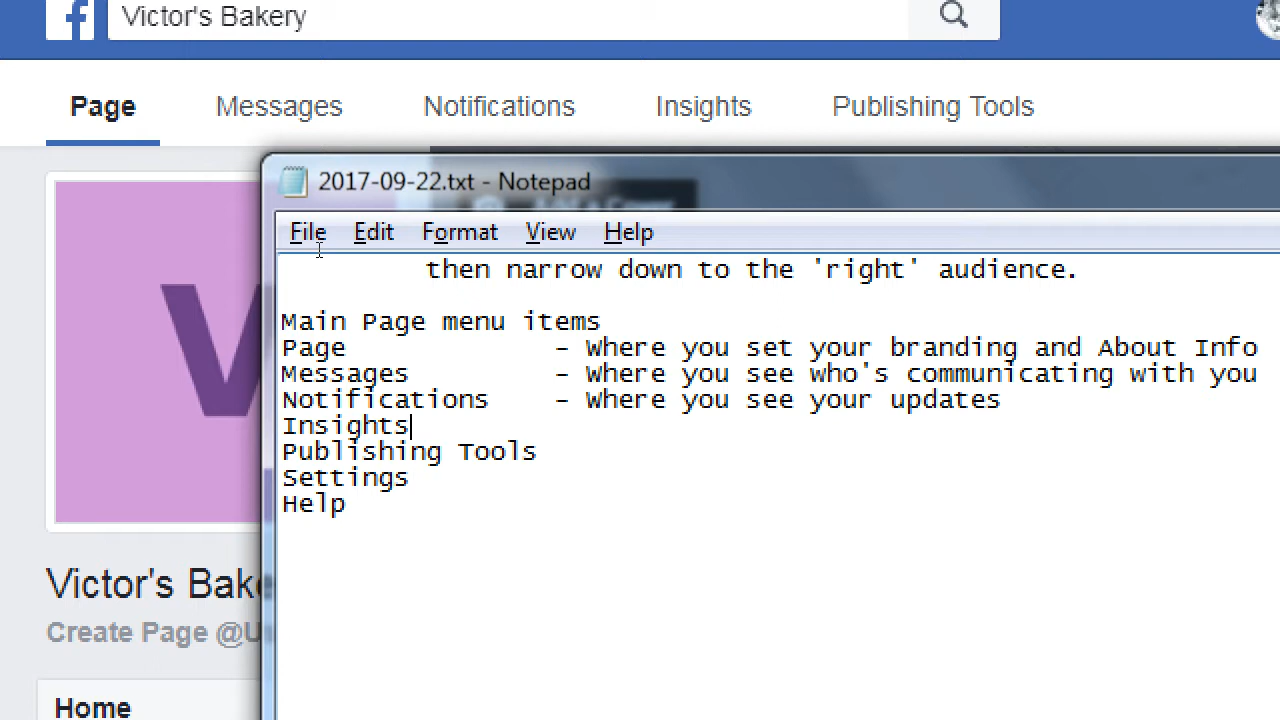 Victor's Bakery
Page Messages Notifications Insights Publishing Tools
2017-09-22.txt - Notepad
File Edit Format View Help
then narrow down to the 'right' audience.
Main Page menu items
Page - Where you set your branding and About Info
Messages - Where you see who's communicating with you
Notifications - Where you see your updates
Insights
Publishing Tools
Settings
Help
Victor's Bake
Create Page @U
Home